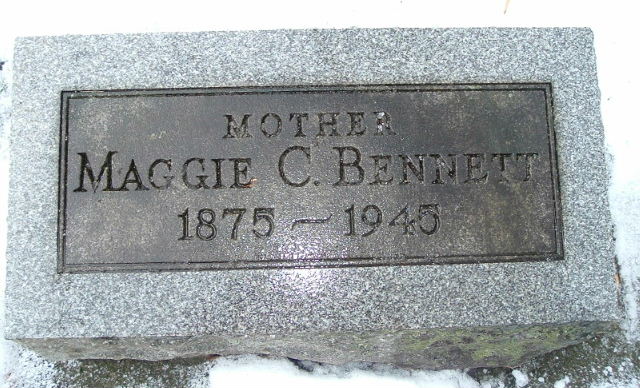 MOTHER
MAGGIE C. BENNETT
1875 – 1945